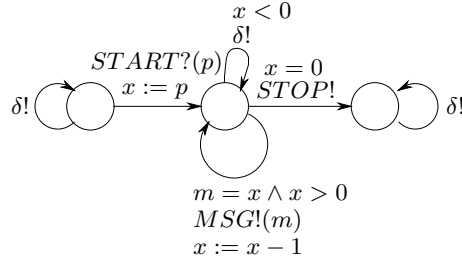 x < 0
δ!
START?(p)
x := p
x = 0
STOP!
δ!
δ!
m = x ∧ x > 0
MSG!(m)
x := x − 1